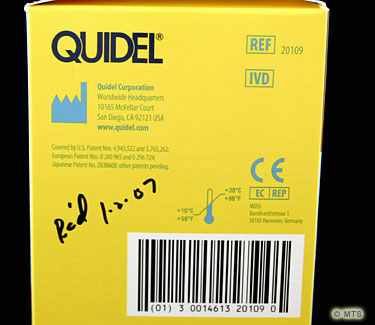 QUIDEL®
REF 20109
IVD
Quidel Corporation
Worldwide Headquarters
10165 McKellar Court
San Diego, CA 92121 USA
www.quidel.com
Covered by U.S. Patent Nos. 4,943,522 and 5,763,262;
European Patent Nos. 0 260 965 and 0 296 724;
Japanese Patent No. 2638600; other patents pending.
CE
EC REP
MDSS
Burckhardtstrasse 1
30163 Hannover, Germany
+30°C
+86°F
+15°C
+59°F
Rec'd 1.2.07
(01) 3 0014613 20109 0
© MTS